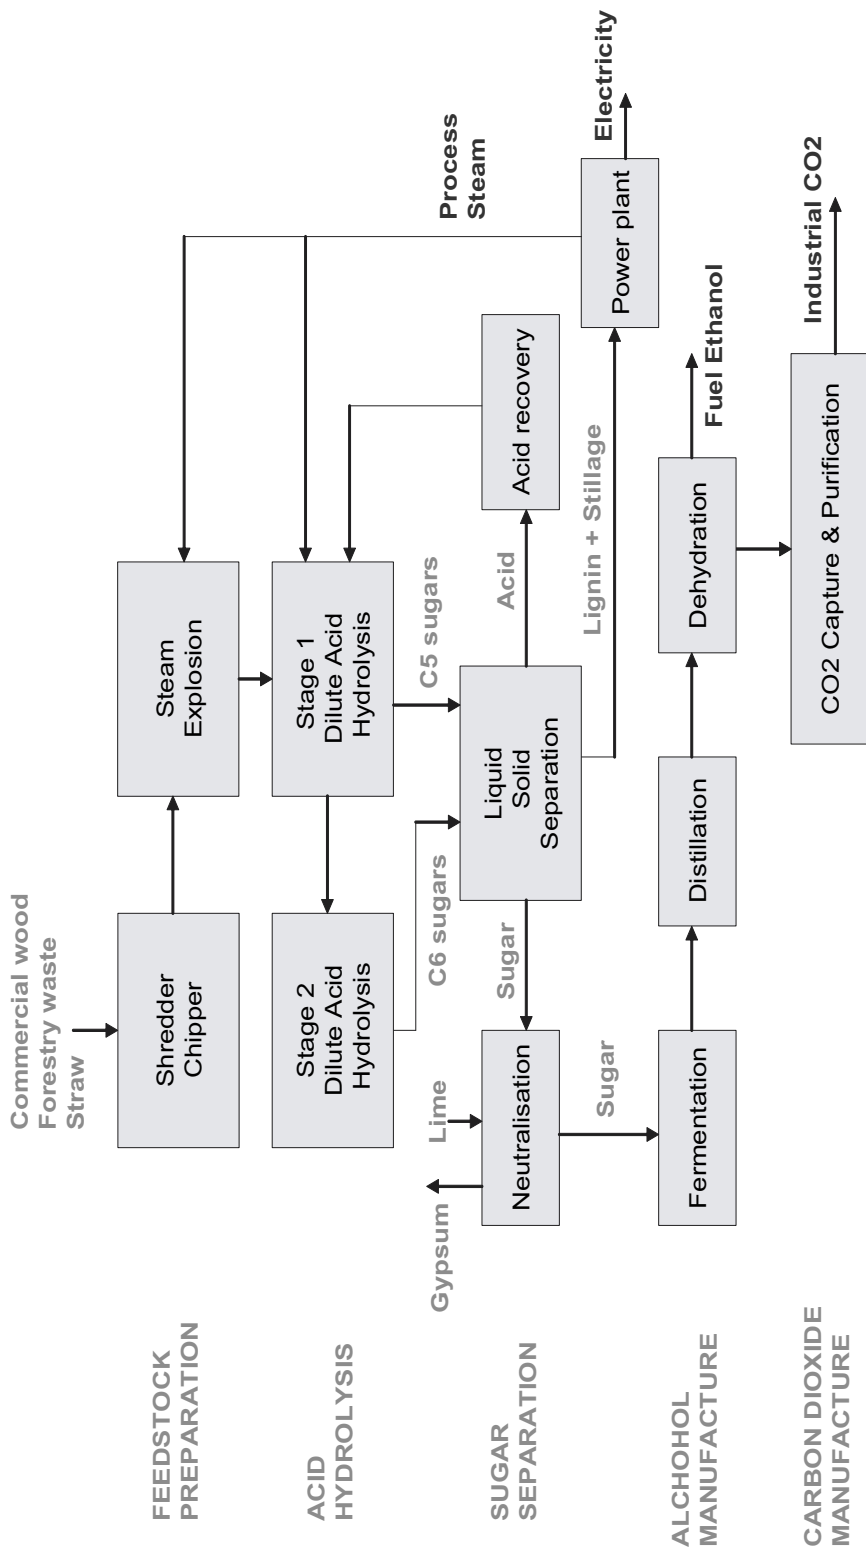 FEEDSTOCK
PREPARATION
Commercial wood
Forestry waste
Straw
Shredder
Chipper
Steam
Explosion
ACID
HYDROLYSIS
Stage 2
Dilute Acid
Hydrolysis
Stage 1
Dilute Acid
Hydrolysis
Process
Steam
C6 sugars
C5 sugars
SUGAR
SEPARATION
Gypsum
Lime
Neutralisation
Sugar
Liquid
Solid
Separation
Acid
Acid recovery
Lignin + Stillage
Power plant
Electricity
Sugar
ALCHOHOL
MANUFACTURE
Fermentation
Distillation
Dehydration
Fuel Ethanol
CARBON DIOXIDE
MANUFACTURE
CO2 Capture & Purification
Industrial CO2